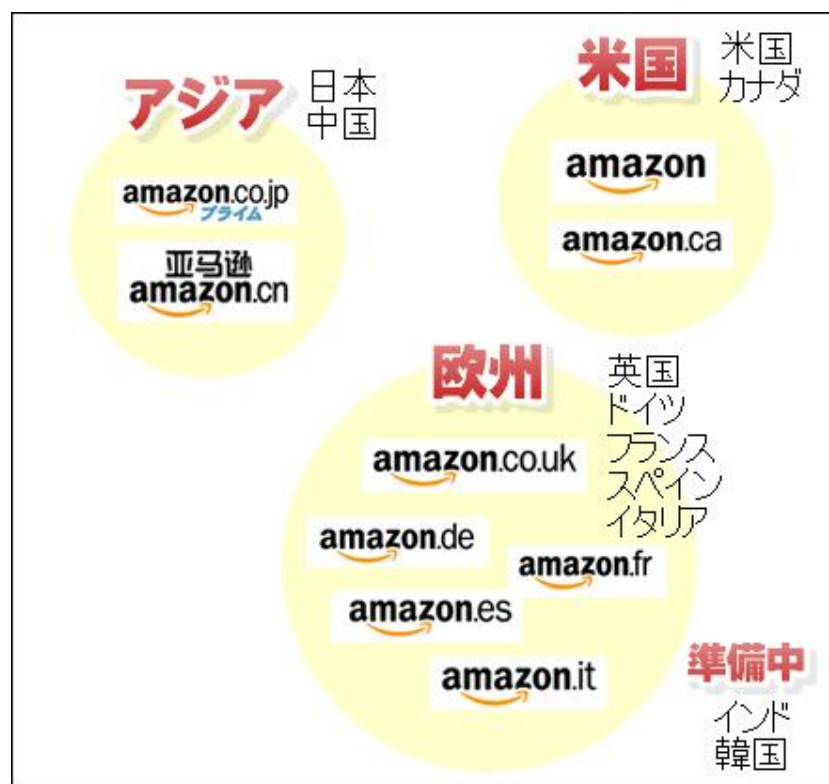 アジア
日本
中国
amazon.co.jp
プライム
亚马逊
amazon.cn
米国
米国
カナダ
amazon
amazon.ca
欧州
英国
ドイツ
フランス
スペイン
イタリア
amazon.co.uk
amazon.de
amazon.fr
amazon.es
amazon.it
準備中
インド
韓国